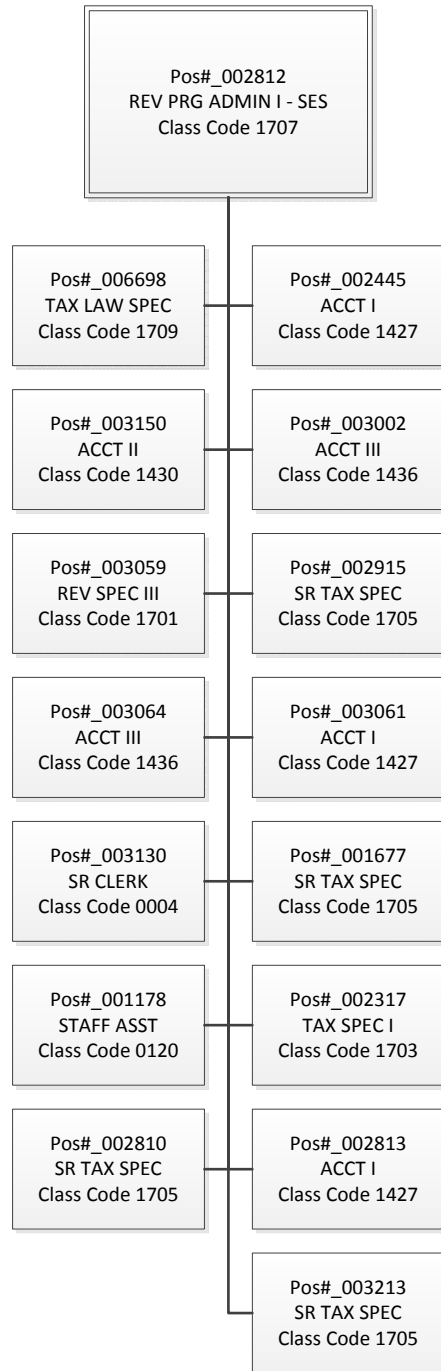 Pos#_002812
REV PRG ADMIN I - SES
Class Code 1707
Pos#_006698
TAX LAW SPEC
Class Code 1709
Pos#_002445
ACCT I
Class Code 1427
Pos#_003150
ACCT II
Class Code 1430
Pos#_003002
ACCT III
Class Code 1436
Pos#_003059
REV SPEC III
Class Code 1701
Pos#_002915
SR TAX SPEC
Class Code 1705
Pos#_003064
ACCT III
Class Code 1436
Pos#_003061
ACCT I
Class Code 1427
Pos#_003130
SR CLERK
Class Code 0004
Pos#_001677
SR TAX SPEC
Class Code 1705
Pos#_001178
STAFF ASST
Class Code 0120
Pos#_002317
TAX SPEC I
Class Code 1703
Pos#_002810
SR TAX SPEC
Class Code 1705
Pos#_002813
ACCT I
Class Code 1427
Pos#_003213
SR TAX SPEC
Class Code 1705